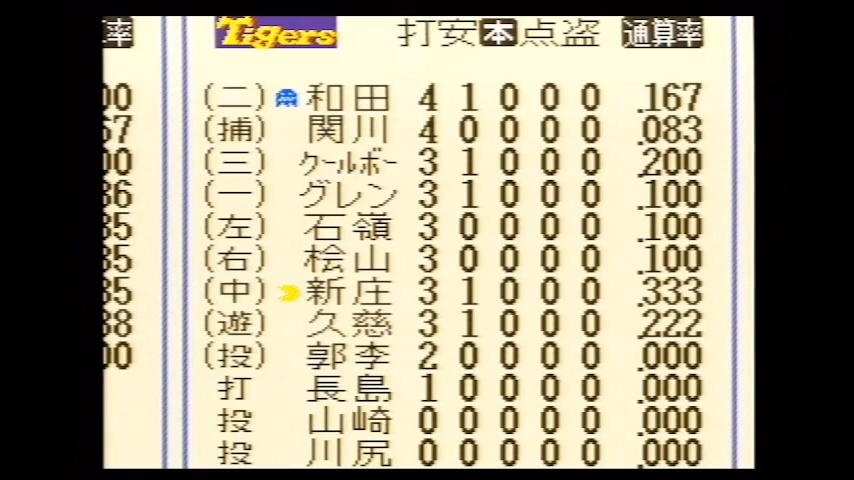 率 Tigers 打安本点盗 通算率
00 (二) 和田 4 1 0 0 0 .167
67 (捕) 関川 4 0 0 0 0 .083
00 (三) ｸｰﾙﾎﾞｰ 3 1 0 0 0 .200
36 (一) グレン 3 1 0 0 0 .100
35 (左) 石嶺 3 0 0 0 0 .100
35 (右) 桧山 3 0 0 0 0 .100
35 (中) 新庄 3 1 0 0 0 .333
38 (遊) 久慈 3 1 0 0 0 .222
00 (投) 郭李 2 0 0 0 0 .000
打 長島 1 0 0 0 0 .000
投 山崎 0 0 0 0 0 .000
投 川尻 0 0 0 0 0 .000